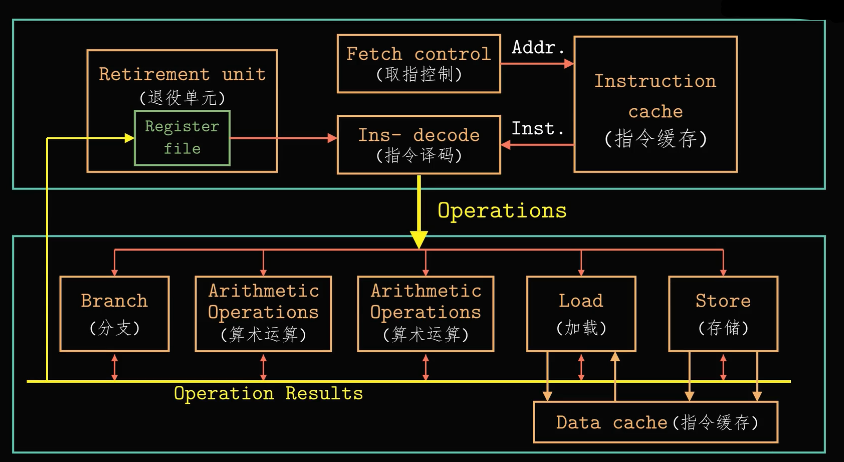 Fetch control
(取指控制)
Addr.
Retirement unit
(退役单元)
Register
file
Instruction
cache
(指令缓存)
Ins- decode
(指令译码)
Inst.
Operations
Branch
(分支)
Arithmetic
Operations
(算术运算)
Arithmetic
Operations
(算术运算)
Load
(加载)
Store
(存储)
Operation Results
Data cache(指令缓存)